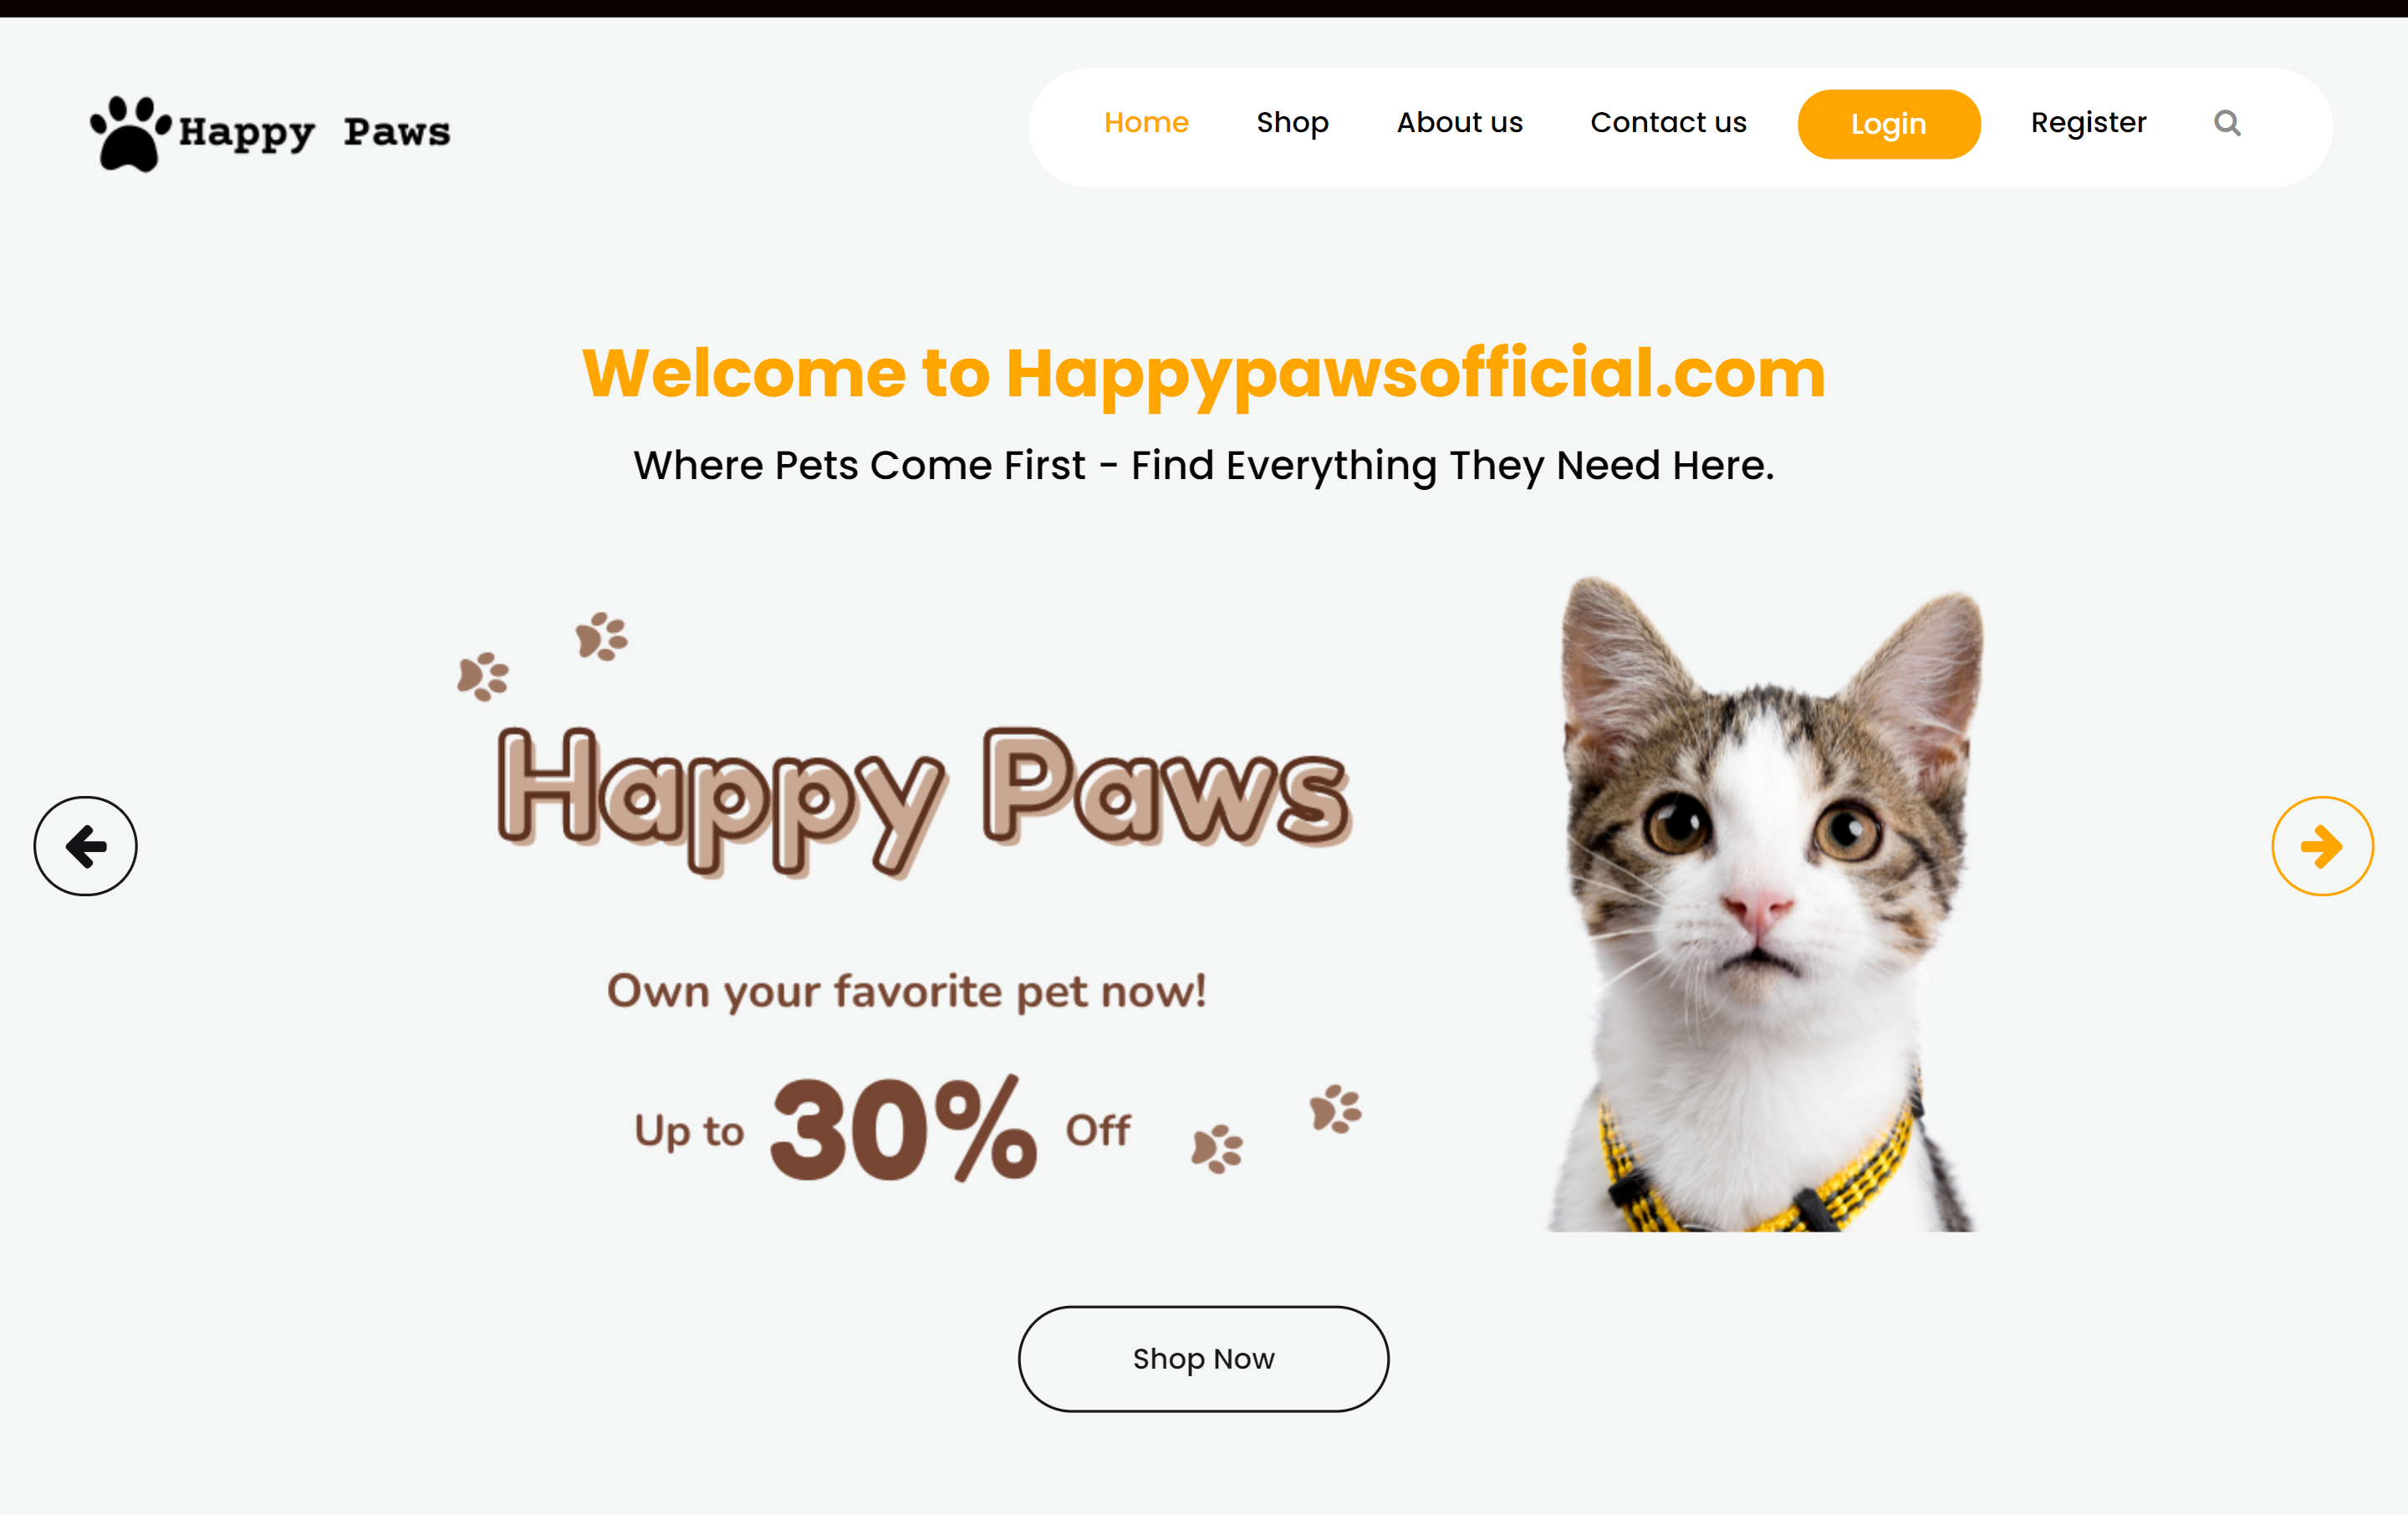 Happy Paws
Home Shop About us Contact us Login Register
Welcome to Happypawsofficial.com
Where Pets Come First - Find Everything They Need Here.
Happy Paws
Own your favorite pet now!
Up to 30% Off
Shop Now